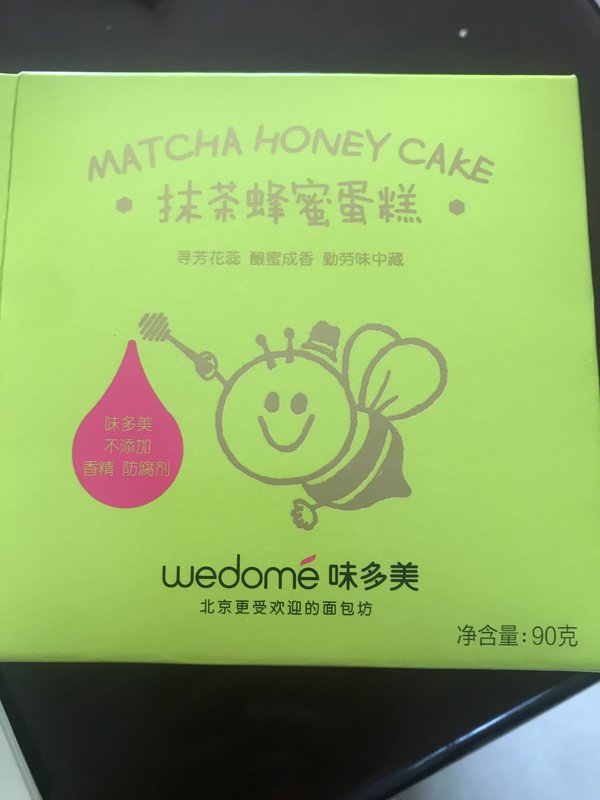 MATCHA HONEY CAKE
抹茶蜂蜜蛋糕
寻芳花蕊 酿蜜成香 勤劳味中藏
味多美
不添加
香精 防腐剂
wedomé 味多美
北京更受欢迎的面包坊
净含量：90克